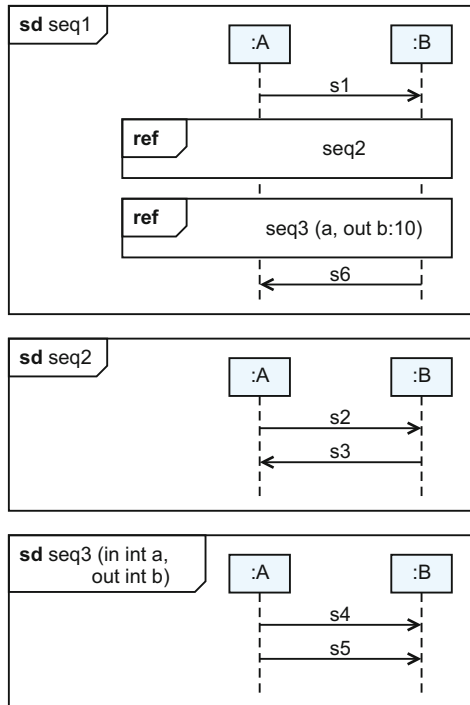 sd seq1
:A
:B
s1
ref
seq2
ref
seq3 (a, out b:10)
s6
sd seq2
:A
:B
s2
s3
sd seq3 (in int a,
out int b)
:A
:B
s4
s5